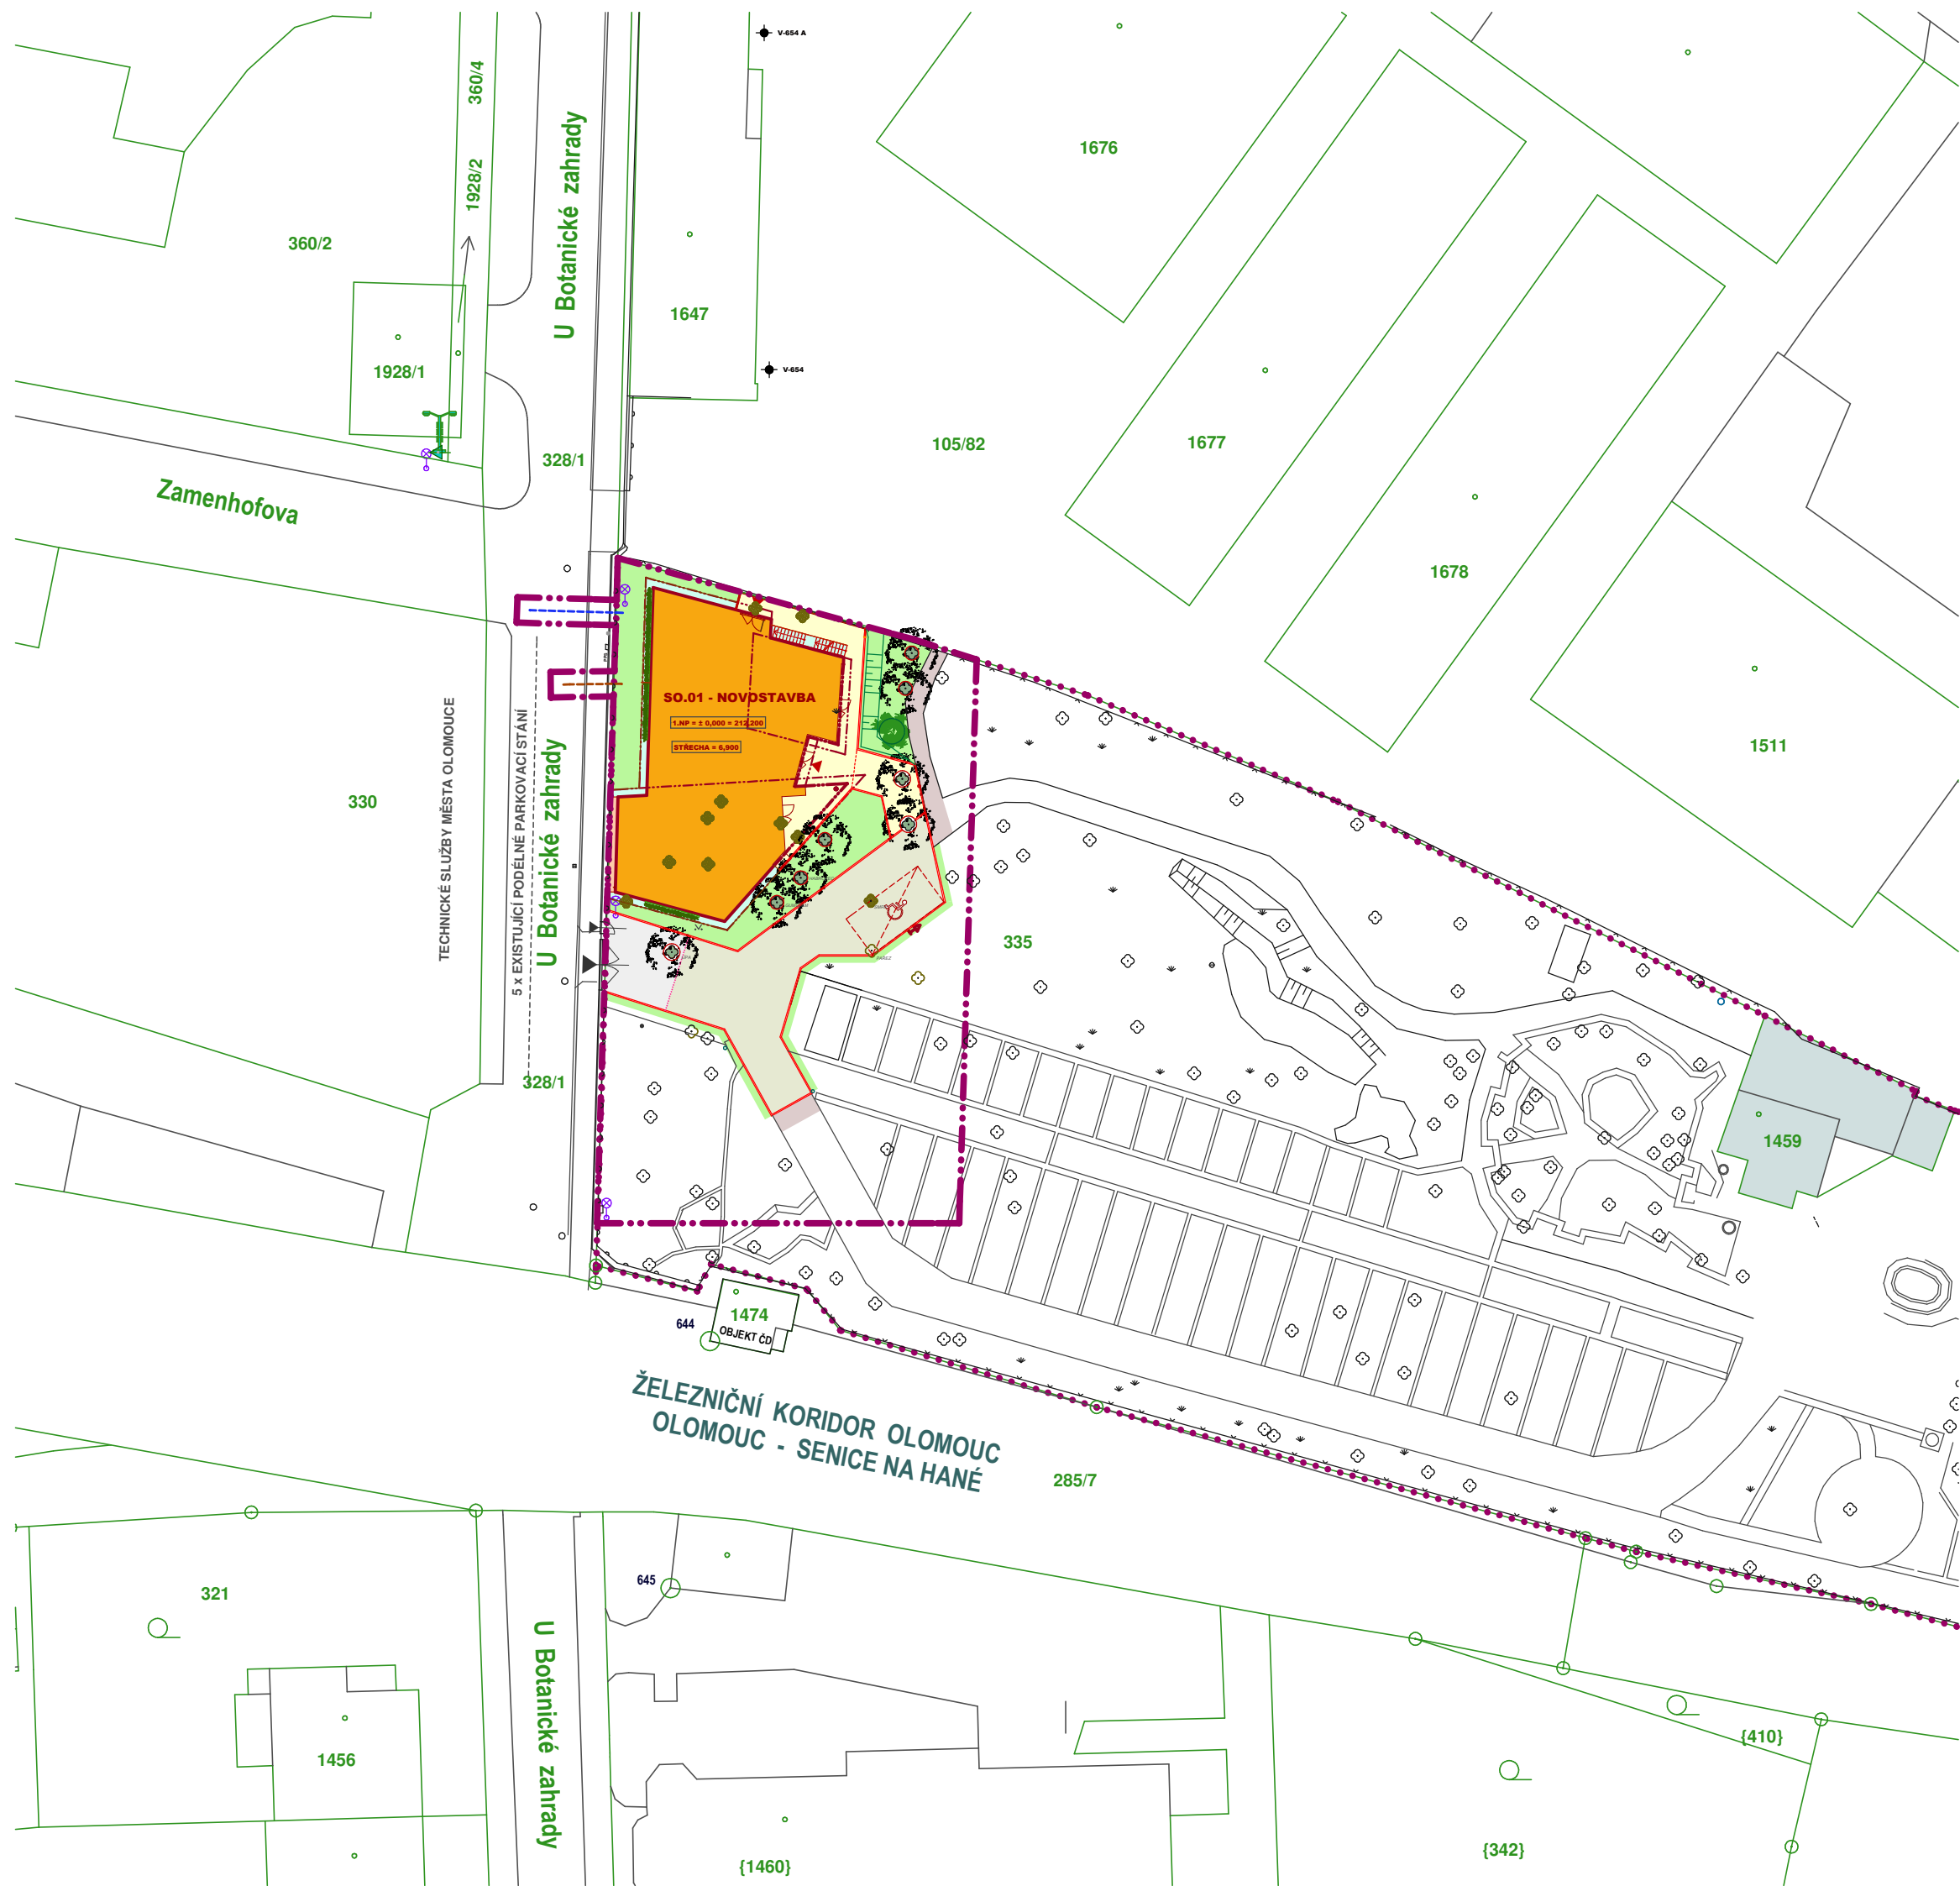 V-654 A
360/4
1928/2
U Botanické zahrady
1676
360/2
1647
1928/1
V-654
105/82
1677
328/1
Zamenhofova
1678
SO.01 - NOVOSTAVBA
1.NP = ± 0,000 = 212,200
STŘECHA = 6,900
1511
330
TECHNICKÉ SLUŽBY MĚSTA OLOMOUCE
5 x EXISTUJÍCÍ PODÉLNÉ PARKOVACÍ STÁNÍ
U Botanické zahrady
335
328/1
1459
1474
OBJEKT ČD
644
ŽELEZNIČNÍ KORIDOR OLOMOUC
OLOMOUC - SENICE NA HANÉ
285/7
645
321
U Botanické zahrady
1456
{410}
{342}
{1460}